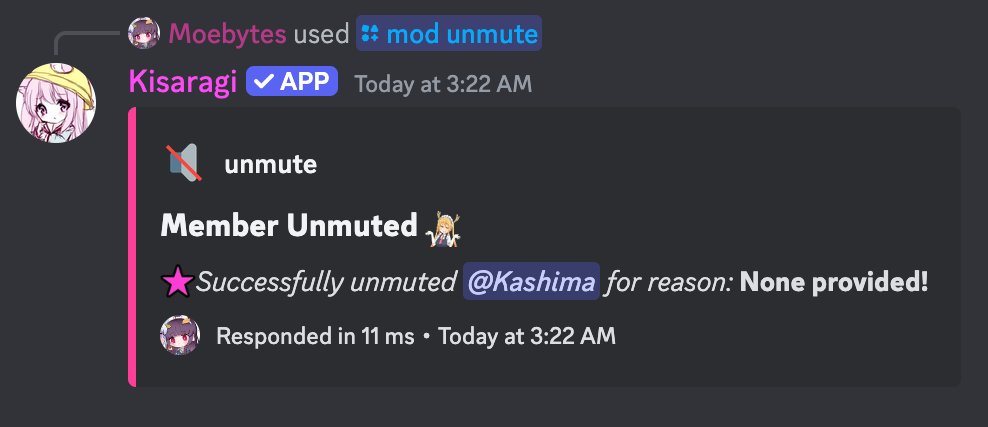 Moebytes used mod unmute
Kisaragi APP Today at 3:22 AM
unmute
Member Unmuted
Successfully unmuted @Kashima for reason: None provided!
Responded in 11 ms • Today at 3:22 AM